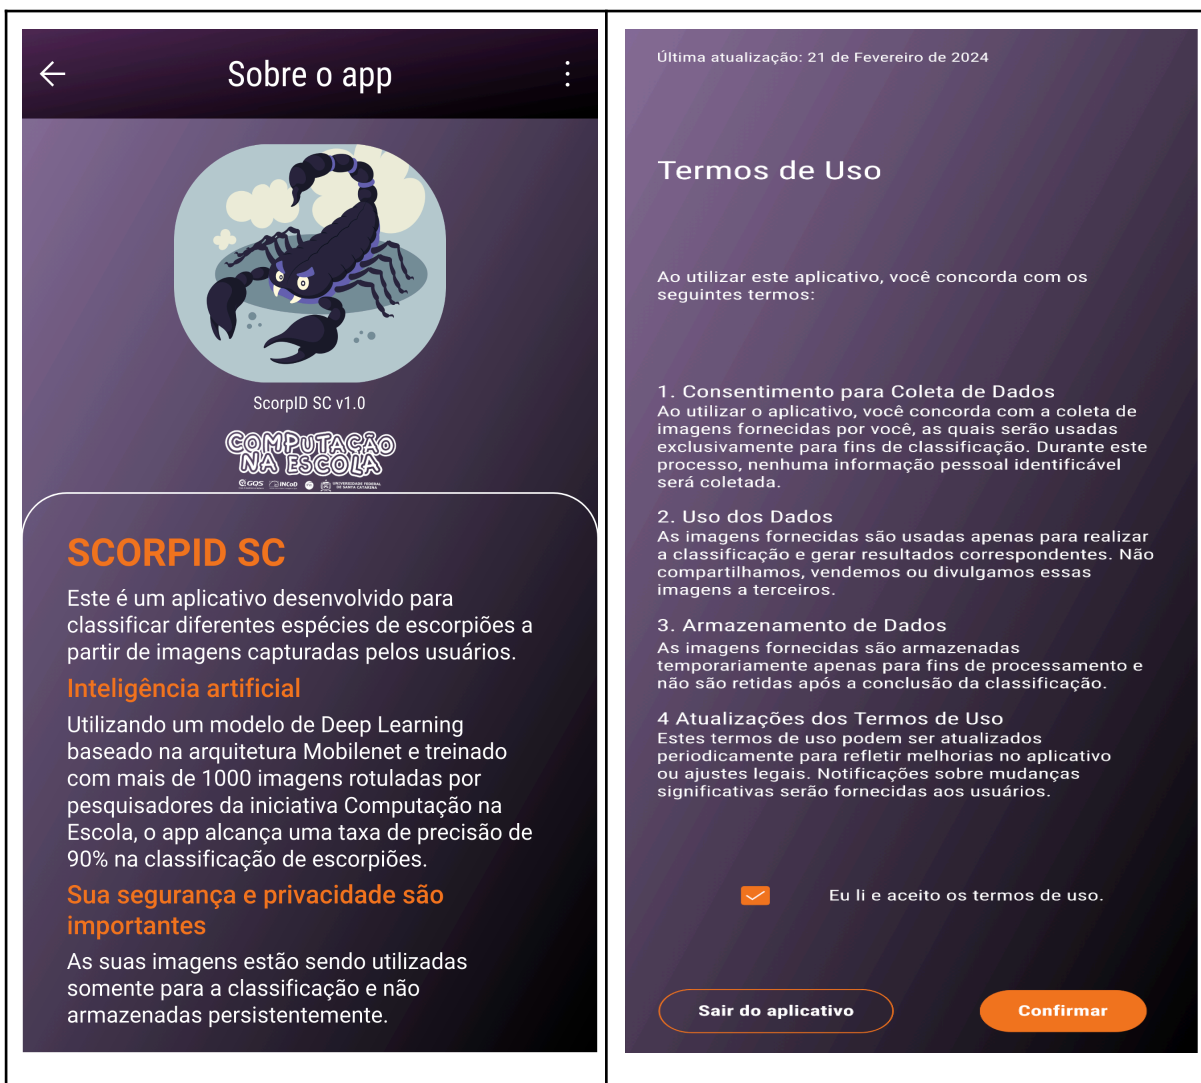 Sobre o app
ScorpID SC v1.0
COMPUTAÇÃO
NA ESCOLA
GQS INCoD UNIVERSIDADE FEDERAL
DE SANTA CATARINA
SCORPID SC
Este é um aplicativo desenvolvido para
classificar diferentes espécies de escorpiões a
partir de imagens capturadas pelos usuários.
Inteligência artificial
Utilizando um modelo de Deep Learning
baseado na arquitetura Mobilenet e treinado
com mais de 1000 imagens rotuladas por
pesquisadores da iniciativa Computação na
Escola, o app alcança uma taxa de precisão de
90% na classificação de escorpiões.
Sua segurança e privacidade são
importantes
As suas imagens estão sendo utilizadas
somente para a classificação e não
armazenadas persistentemente.
Última atualização: 21 de Fevereiro de 2024
Termos de Uso
Ao utilizar este aplicativo, você concorda com os
seguintes termos:
1. Consentimento para Coleta de Dados
Ao utilizar o aplicativo, você concorda com a coleta de
imagens fornecidas por você, as quais serão usadas
exclusivamente para fins de classificação. Durante este
processo, nenhuma informação pessoal identificável
será coletada.
2. Uso dos Dados
As imagens fornecidas são usadas apenas para realizar
a classificação e gerar resultados correspondentes. Não
compartilhamos, vendemos ou divulgamos essas
imagens a terceiros.
3. Armazenamento de Dados
As imagens fornecidas são armazenadas
temporariamente apenas para fins de processamento e
não são retidas após a conclusão da classificação.
4 Atualizações dos Termos de Uso
Estes termos de uso podem ser atualizados
periodicamente para refletir melhorias no aplicativo
ou ajustes legais. Notificações sobre mudanças
significativas serão fornecidas aos usuários.
Eu li e aceito os termos de uso.
Sair do aplicativo
Confirmar